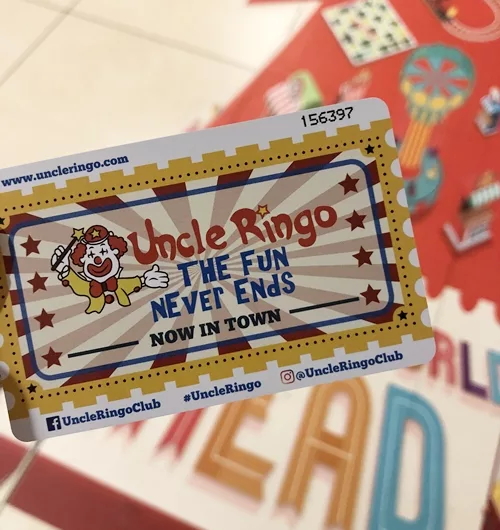 156397
www.uncleringo.com
Uncle Ringo
THE FUN
NEVER ENdS
NOW IN TOWN
UncleRingoClub #UncleRingo @UncleRingoClub
EAD